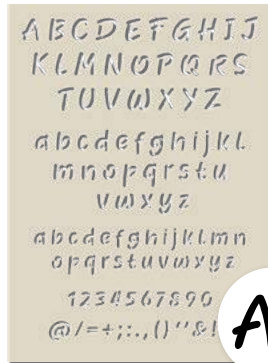 ABCDEFGHIJ
KLMNOPQRS
TUVWXYZ
abcdefghijkl
mnopqrstu
vwxyz
abcdefghijklmn
opqrstuvwxyz
1234567890
@/=+;:.,()''&!
A